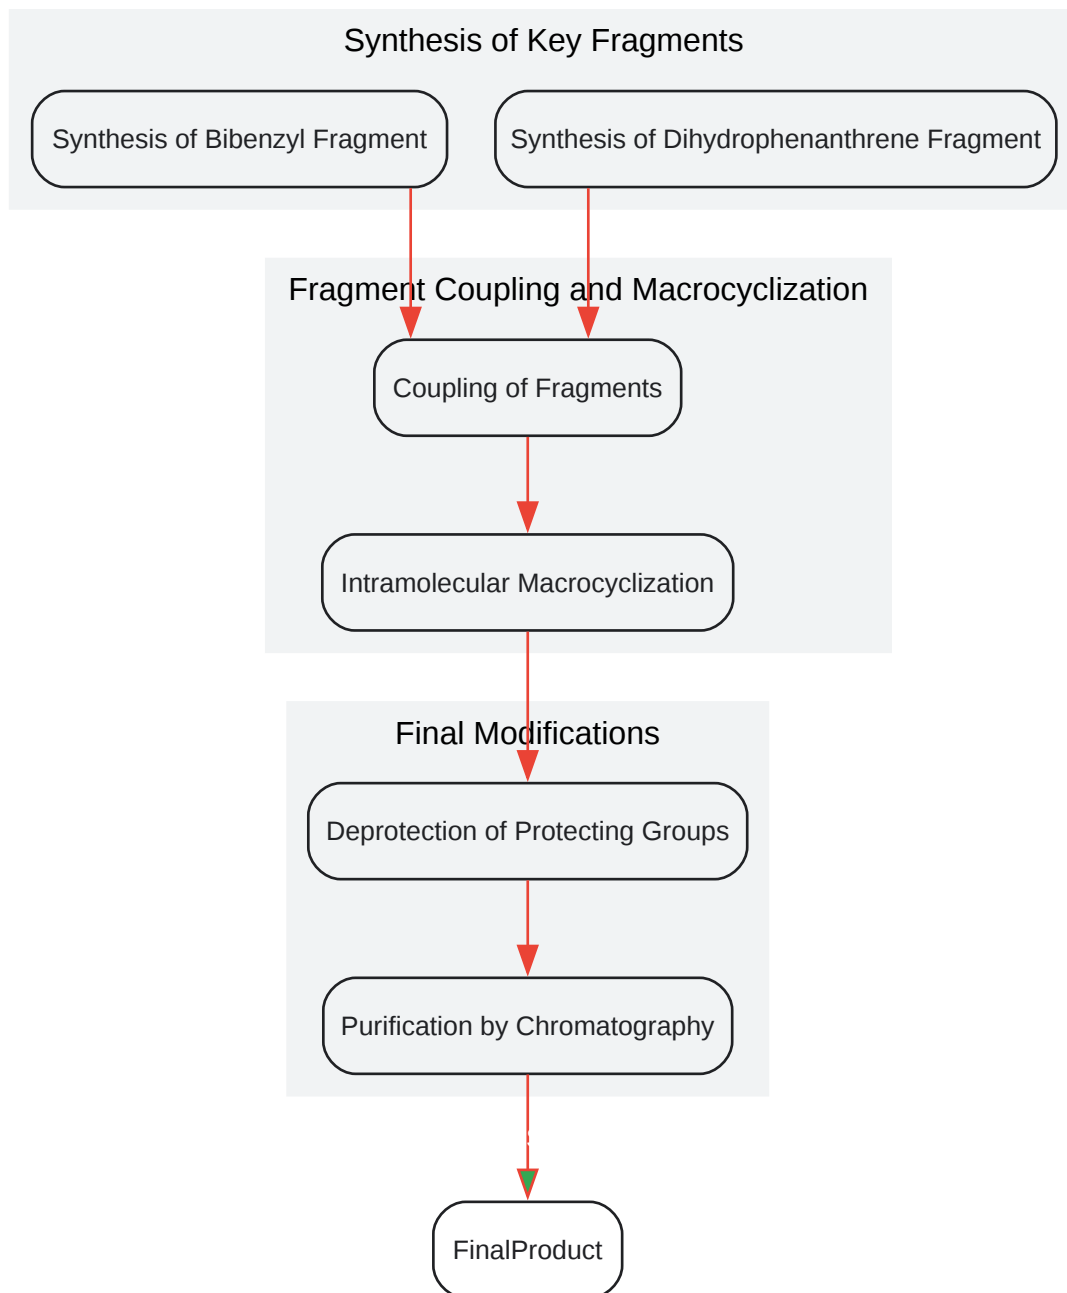 Synthesis of Key Fragments
Synthesis of Bibenzyl Fragment
Synthesis of Dihydrophenanthrene Fragment
Fragment Coupling and Macrocyclization
Coupling of Fragments
Intramolecular Macrocyclization
Final Modifications
Deprotection of Protecting Groups
Purification by Chromatography
FinalProduct